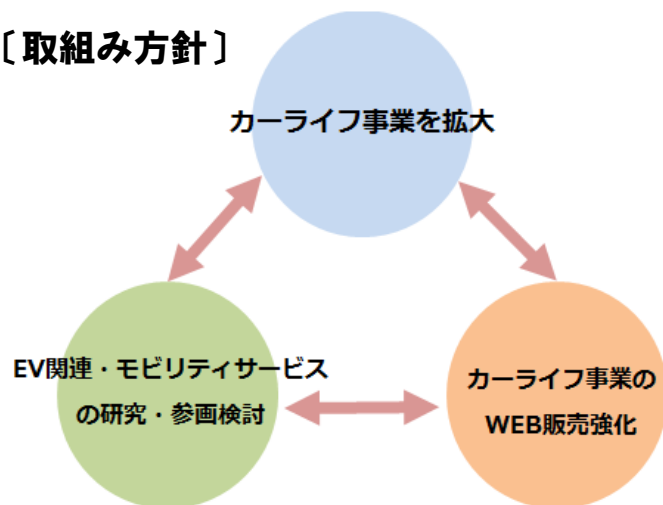 〔取組み方針〕
カーライフ事業を拡大
EV関連・モビリティサービス
の研究・参画検討
カーライフ事業の
WEB販売強化